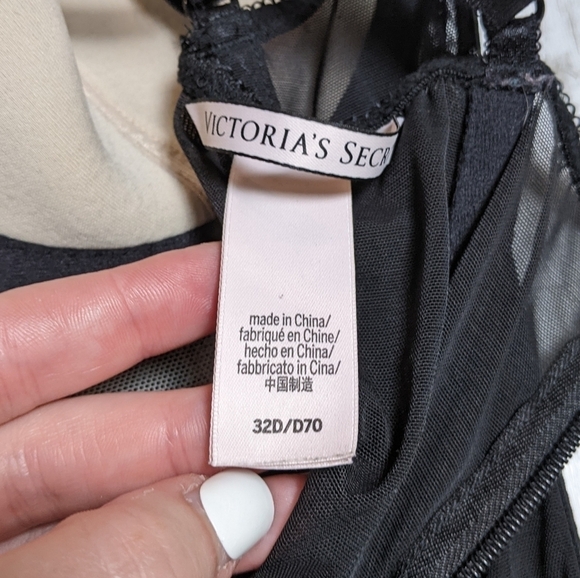 VICTORIA'S SECR
made in China/
fabriqué en Chine/
hecho en China/
fabbricato in Cina/
中国制造
32D/D70